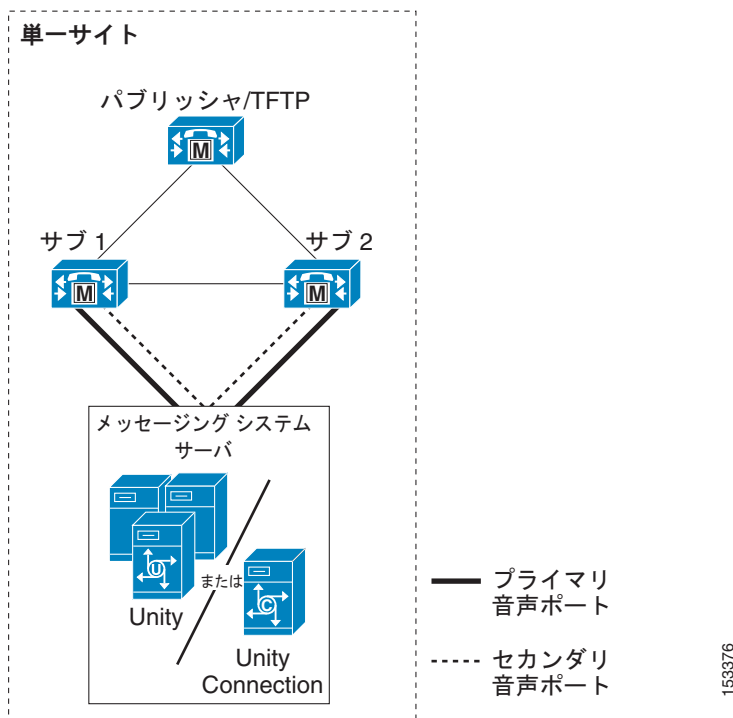 単一サイト
パブリッシャ/TFTP
M
サブ 1
サブ 2
M
M
メッセージング システム
サーバ
U
または
C
Unity
Unity
Connection
プライマリ
音声ポート
セカンダリ
音声ポート
153376